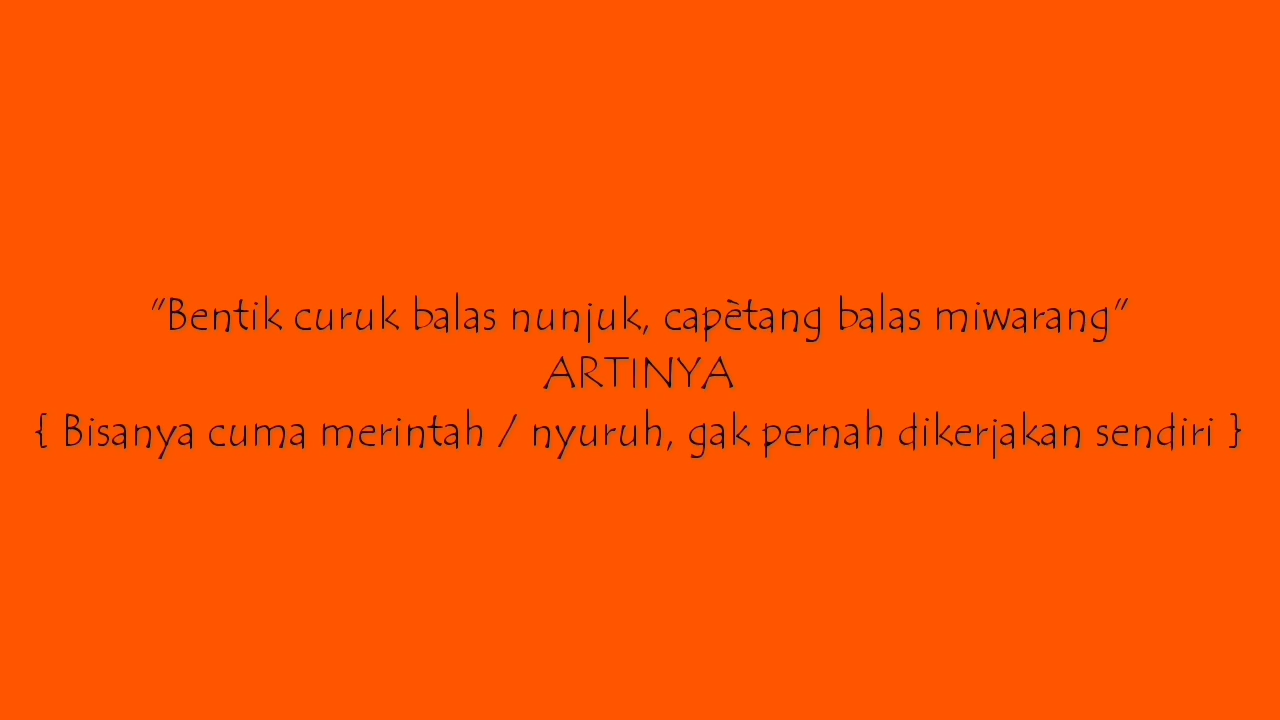 "Bentik curuk balas nunjuk, capètang balas miwarang"
ARTINYA
{ Bisanya cuma merintah / nyuruh, gak pernah dikerjakan sendiri }